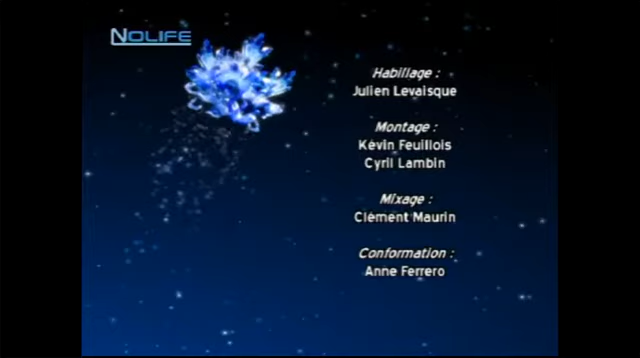 NOLIFE
Habillage :
Julien Levaisque
Montage :
Kévin Feuillois
Cyril Lambin
Mixage :
Clément Maurin
Conformation :
Anne Ferrero